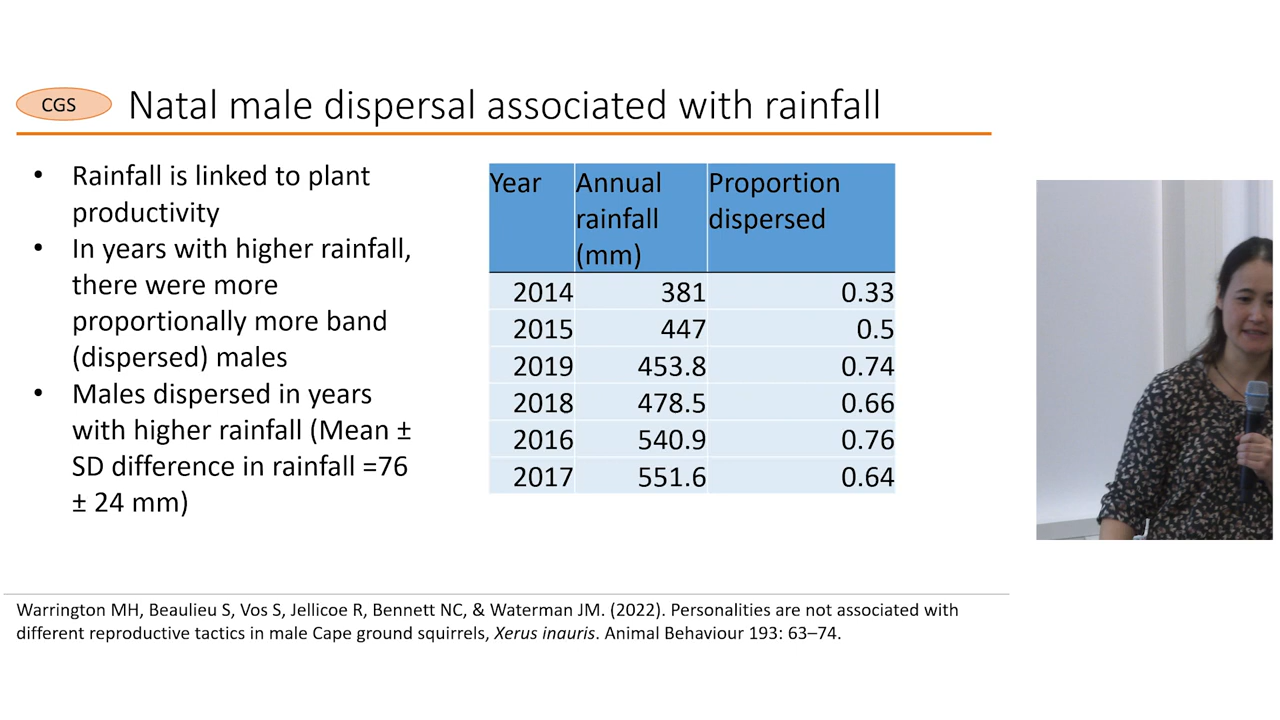 CGS
Natal male dispersal associated with rainfall
• Rainfall is linked to plant
productivity
• In years with higher rainfall,
there were more
proportionally more band
(dispersed) males
• Males dispersed in years
with higher rainfall (Mean ±
SD difference in rainfall =76
± 24 mm)
Year Annual rainfall (mm) Proportion dispersed
2014 381 0.33
2015 447 0.5
2019 453.8 0.74
2018 478.5 0.66
2016 540.9 0.76
2017 551.6 0.64
Warrington MH, Beaulieu S, Vos S, Jellicoe R, Bennett NC, & Waterman JM. (2022). Personalities are not associated with
different reproductive tactics in male Cape ground squirrels, Xerus inauris. Animal Behaviour 193: 63–74.